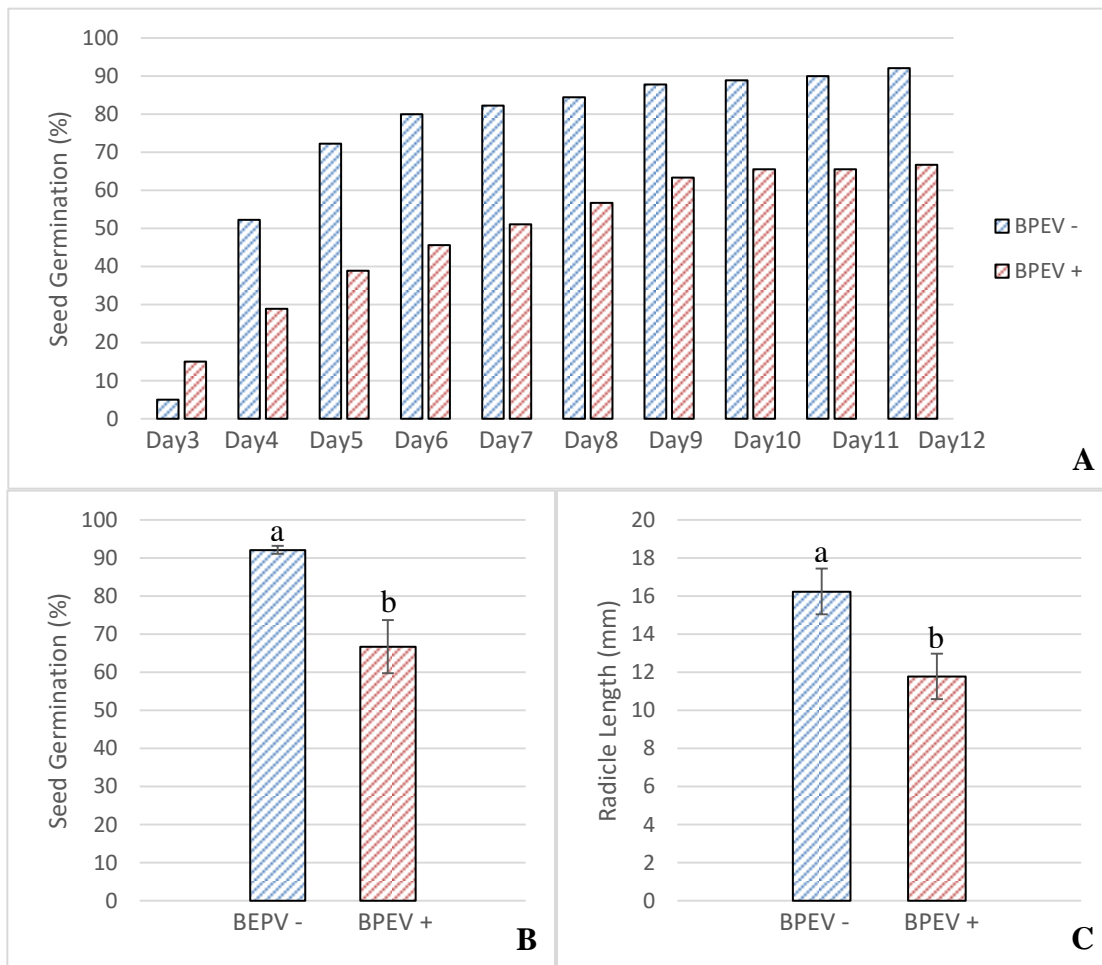 100
90
80
70
60
50
40
30
20
10
0
Seed Germination (%)
Day3 Day4 Day5 Day6 Day7 Day8 Day9 Day10 Day11 Day12
BPEV -
BPEV +
A
100
90
80
70
60
50
40
30
20
10
0
Seed Germination (%)
a
b
BEPV - BPEV +
B
20
18
16
14
12
10
8
6
4
2
0
Radicle Length (mm)
a
b
BPEV - BPEV +
C